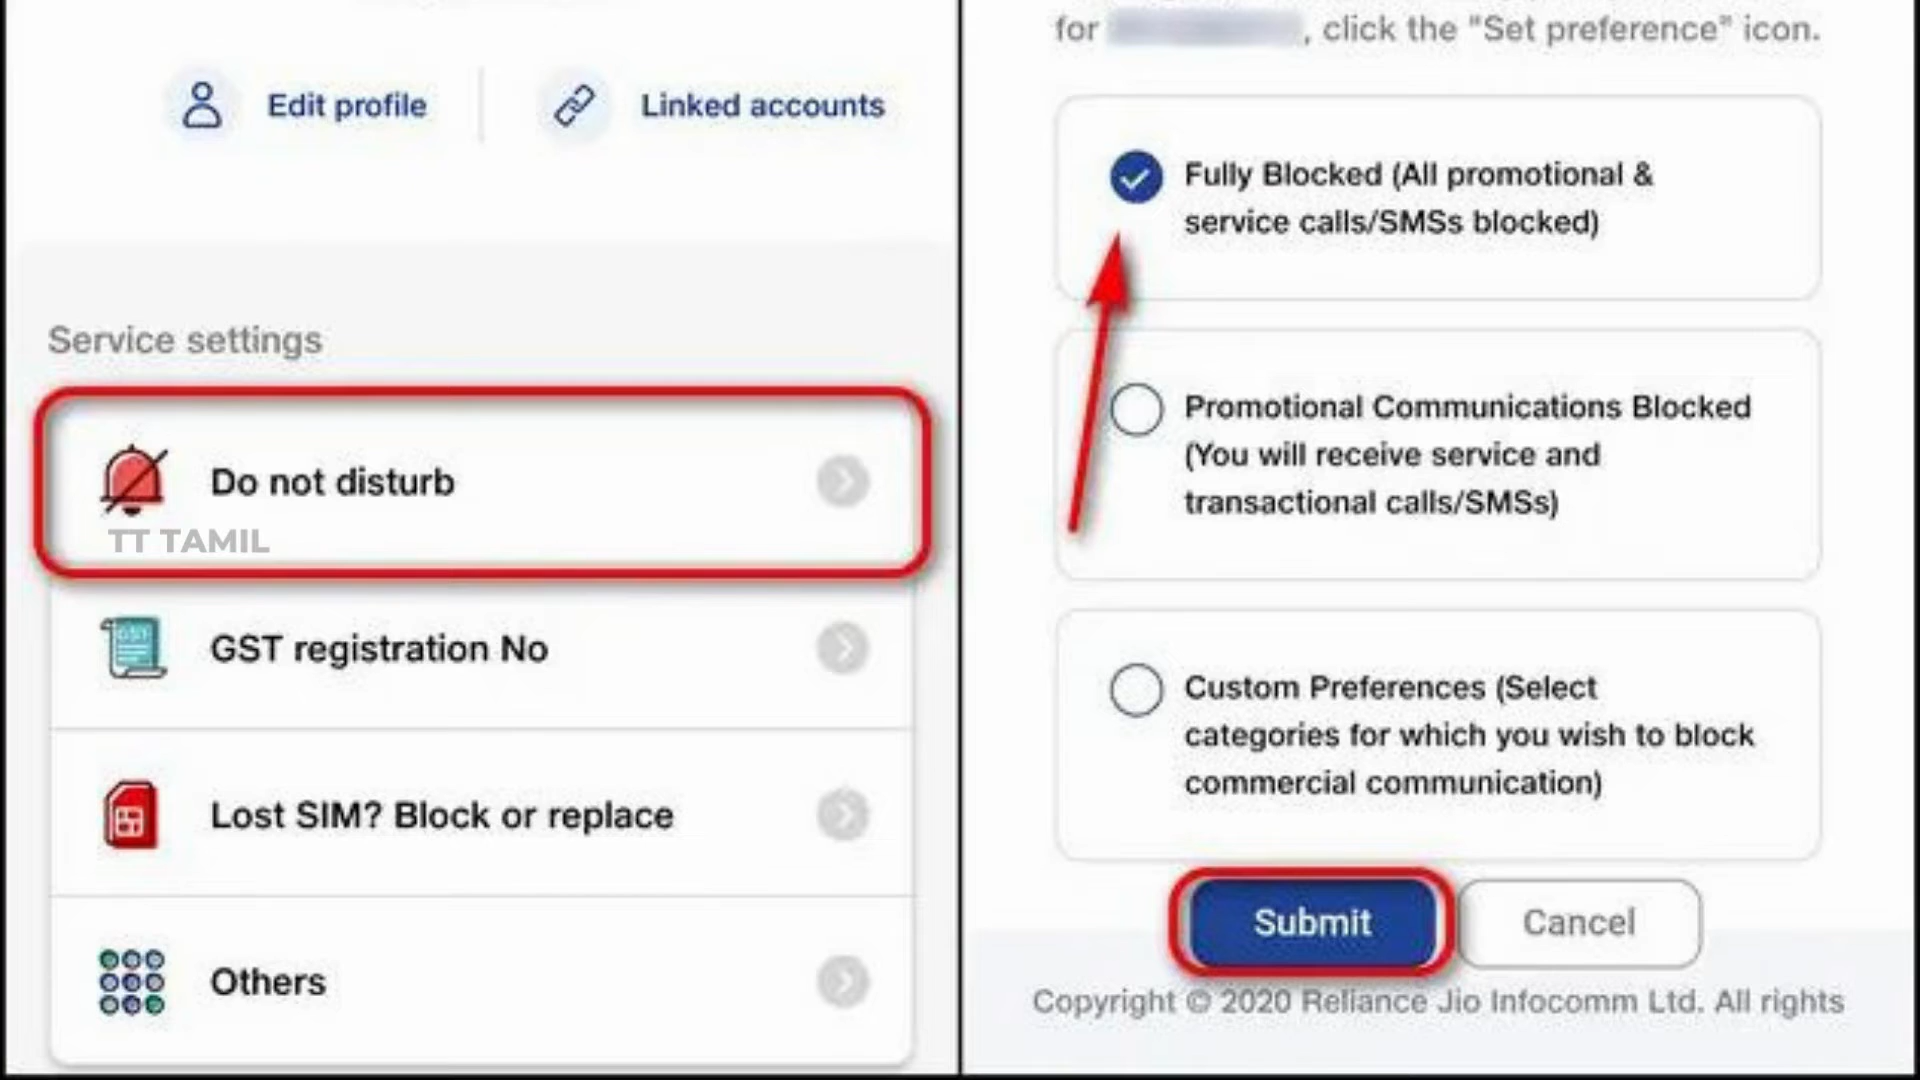 Edit profile
Linked accounts
Service settings
Do not disturb
TT TAMIL
GST registration No
Lost SIM? Block or replace
Others
for , click the "Set preference" icon.
Fully Blocked (All promotional &
service calls/SMSs blocked)
Promotional Communications Blocked
(You will receive service and
transactional calls/SMSs)
Custom Preferences (Select
categories for which you wish to block
commercial communication)
Submit
Cancel
Copyright © 2020 Reliance Jio Infocomm Ltd. All rights